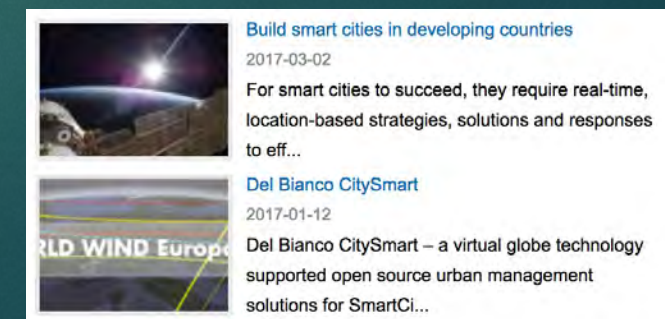 Build smart cities in developing countries
2017-03-02
For smart cities to succeed, they require real-time,
location-based strategies, solutions and responses
to eff...
Del Bianco CitySmart
2017-01-12
RLD WIND Europe
Del Bianco CitySmart – a virtual globe technology
supported open source urban management
solutions for SmartCi...